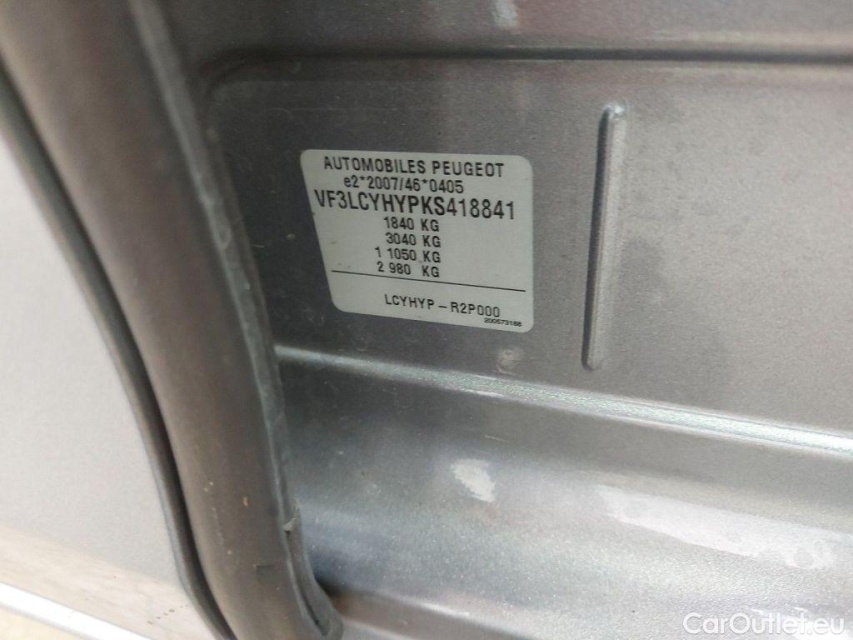 AUTOMOBILES PEUGEOT
e2*2007/46*0405
VF3LCYHYPKS418841
1840 KG
3040 KG
1 1050 KG
2 980 KG
LCYHYP-R2P000
200573188
CarOutlet.eu